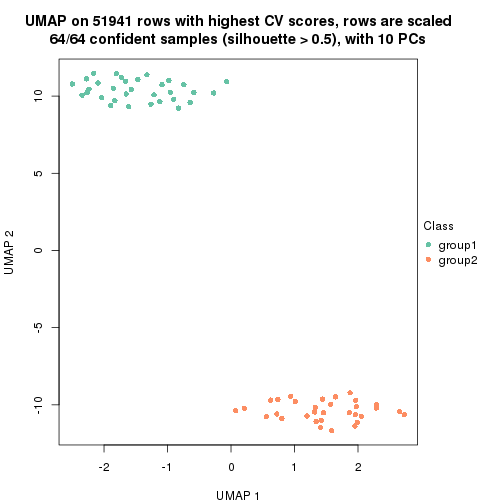 UMAP on 51941 rows with highest CV scores, rows are scaled
64/64 confident samples (silhouette > 0.5), with 10 PCs
10
5
0
-5
-10
UMAP 2
-2
-1
0
1
2
UMAP 1
Class
group1
group2